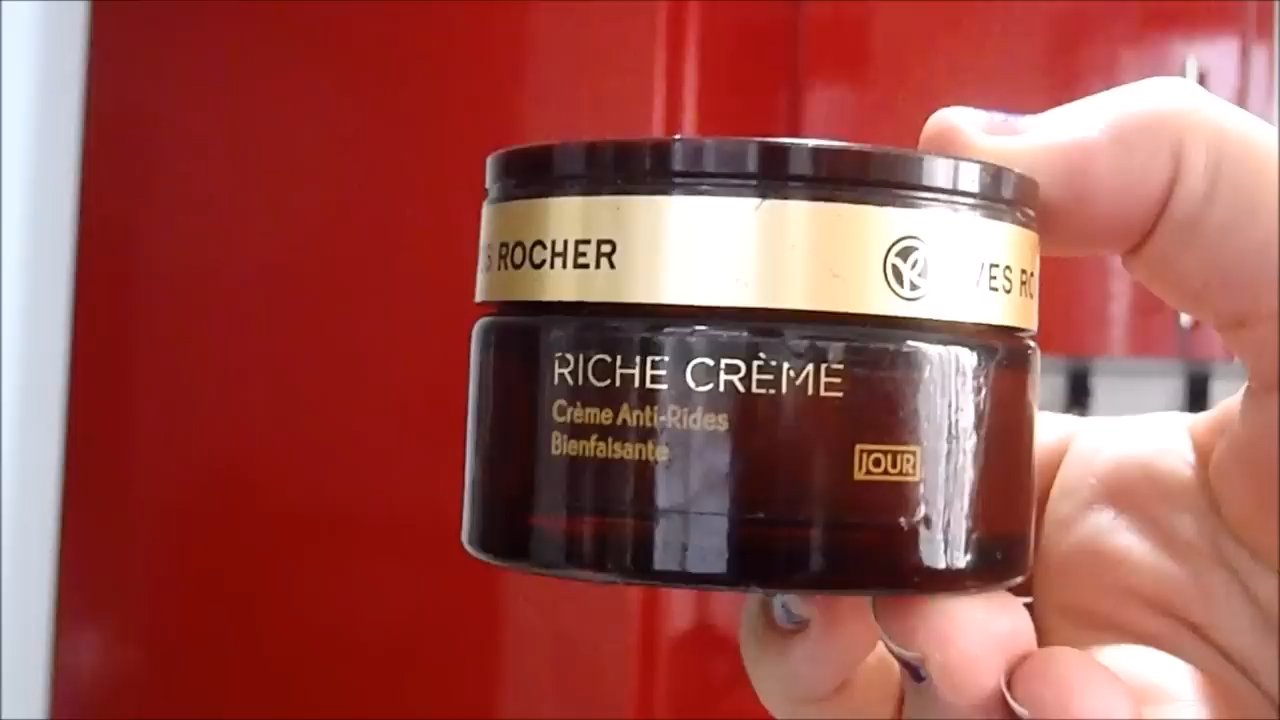 ROCHER
RICHE CRÈME
Crème Anti-Rides
Bienfaisante
JOUR